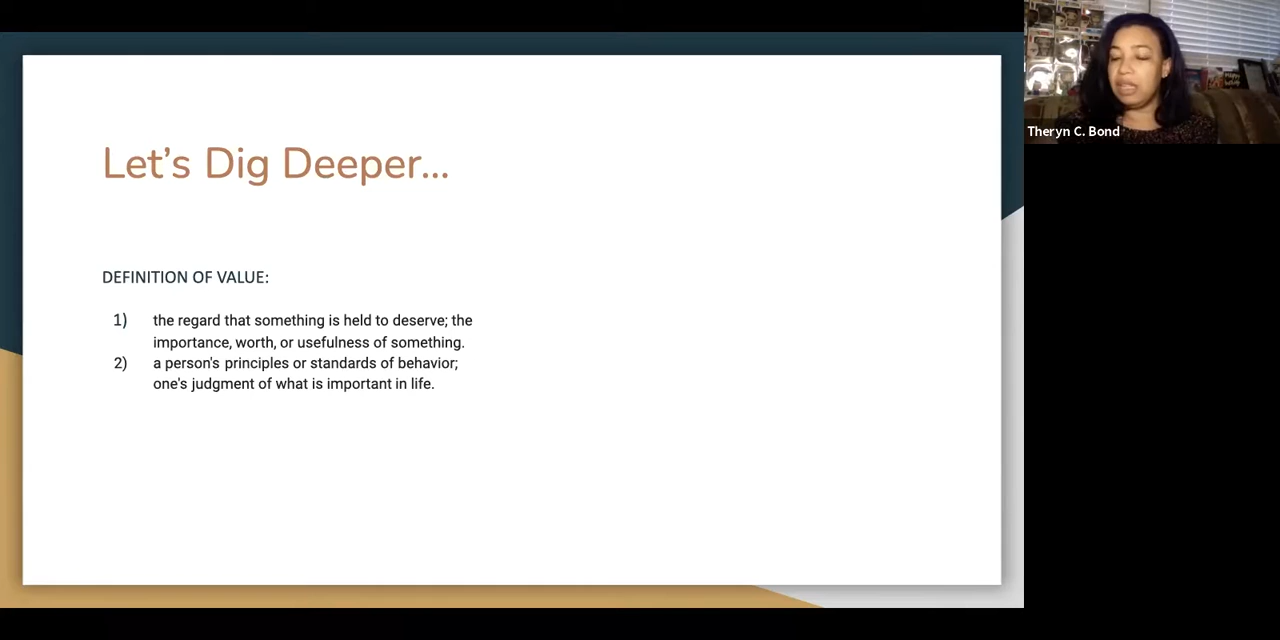 Let's Dig Deeper...
DEFINITION OF VALUE:
1) the regard that something is held to deserve; the
importance, worth, or usefulness of something.
2) a person's principles or standards of behavior;
one's judgment of what is important in life.
Theryn C. Bond